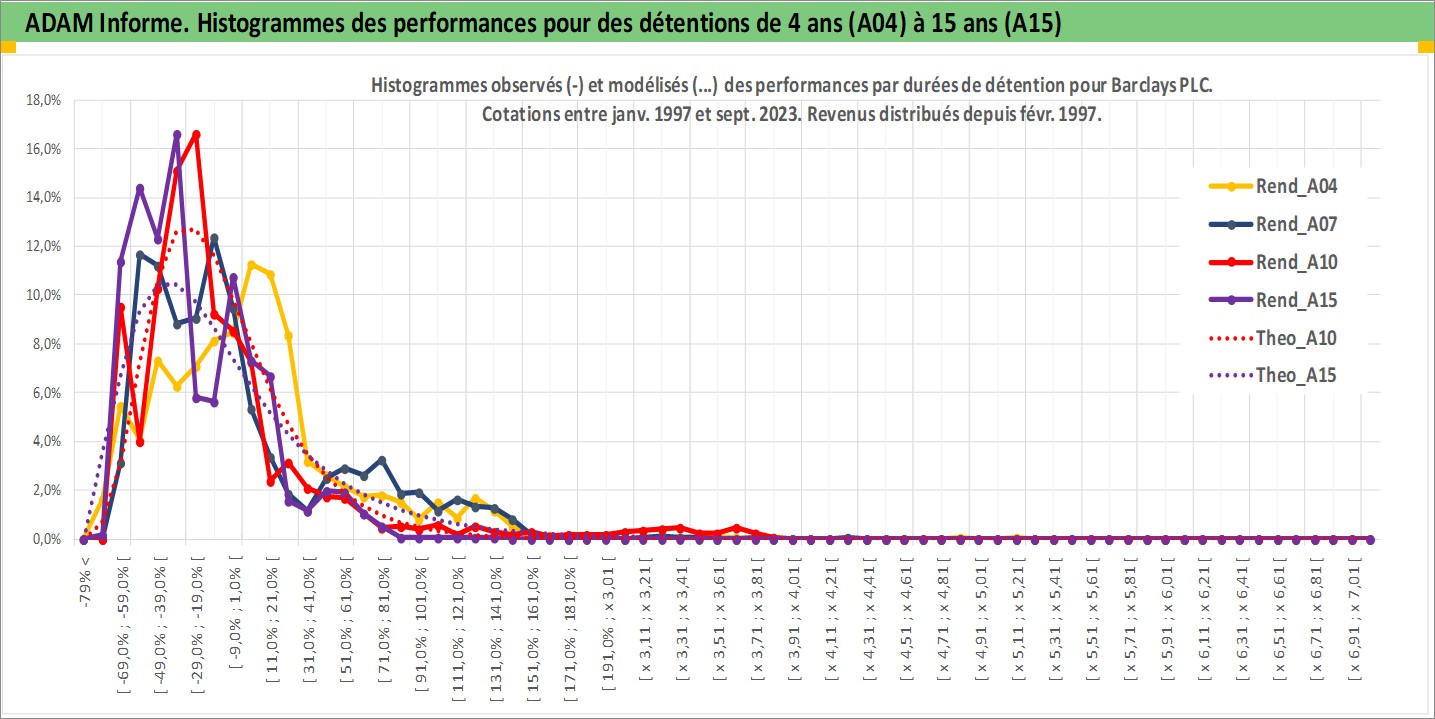 ADAM Informe. Histogrammes des performances pour des détentions de 4 ans (A04) à 15 ans (A15)
Histogrammes observés (-) et modélisés (...) des performances par durées de détention pour Barclays PLC.
Cotations entre janv. 1997 et sept. 2023. Revenus distribués depuis févr. 1997.
18,0%
16,0%
14,0%
12,0%
10,0%
8,0%
6,0%
4,0%
2,0%
0,0%
Rend_A04
Rend_A07
Rend_A10
Rend_A15
Theo_A10
Theo_A15
-79% <
[ -69,0% ; -59,0% [
[ -49,0% ; -39,0% [
[ -29,0% ; -19,0% [
[ -9,0% ; 1,0% [
[ 11,0% ; 21,0% [
[ 31,0% ; 41,0% [
[ 51,0% ; 61,0% [
[ 71,0% ; 81,0% [
[ 91,0% ; 101,0% [
[ 111,0% ; 121,0% [
[ 131,0% ; 141,0% [
[ 151,0% ; 161,0% [
[ 171,0% ; 181,0% [
[ 191,0% ; x 3,01 [
[ x 3,11 ; x 3,21 [
[ x 3,31 ; x 3,41 [
[ x 3,51 ; x 3,61 [
[ x 3,71 ; x 3,81 [
[ x 3,91 ; x 4,01 [
[ x 4,11 ; x 4,21 [
[ x 4,31 ; x 4,41 [
[ x 4,51 ; x 4,61 [
[ x 4,71 ; x 4,81 [
[ x 4,91 ; x 5,01 [
[ x 5,11 ; x 5,21 [
[ x 5,31 ; x 5,41 [
[ x 5,51 ; x 5,61 [
[ x 5,71 ; x 5,81 [
[ x 5,91 ; x 6,01 [
[ x 6,11 ; x 6,21 [
[ x 6,31 ; x 6,41 [
[ x 6,51 ; x 6,61 [
[ x 6,71 ; x 6,81 [
[ x 6,91 ; x 7,01 [